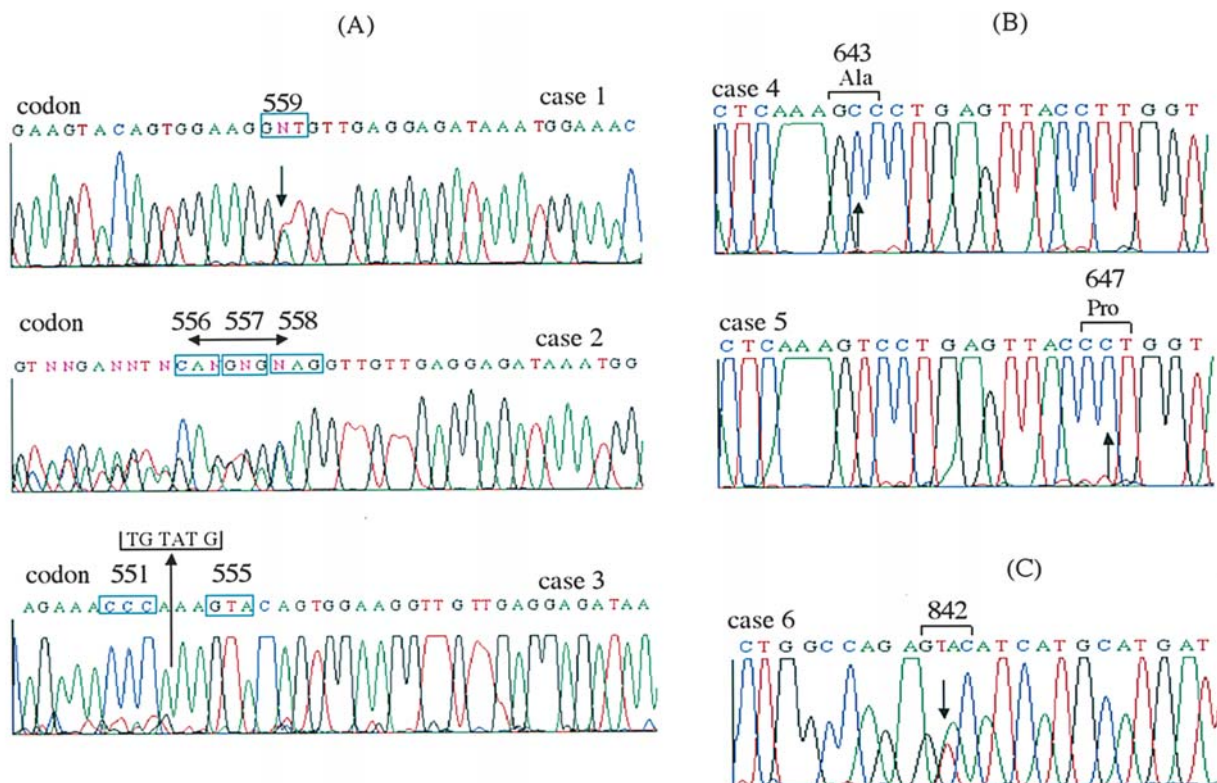 (A)
codon 559 case 1
GAAGTACAGTGGAAGGNTGTTGAGGAGATAAATGGAAAC
codon 556 557 558 case 2
GTNNGANNTNCANGNGNAGGTTGTTGAGGAGATAAATGG
TG TATG
codon 551 555 case 3
AGAAACCCAAAGTACAGTGGAAGGTTGTTGAGGAGATAA
(B)
643
case 4 Ala
CTCAAAGCCCTGAGTTACCTTGGT
647
case 5 Pro
CTCAAAGTCCTGAGTTACCCTGGT
(C)
case 6 842
CTGGCCAGAGTACATCATGCATGAT